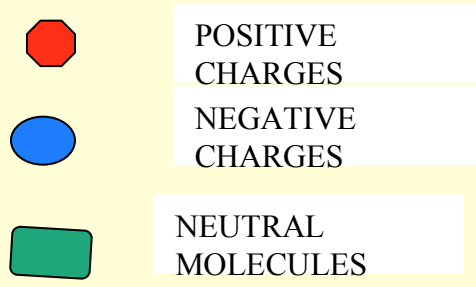 POSITIVE
CHARGES
NEGATIVE
CHARGES
NEUTRAL
MOLECULES